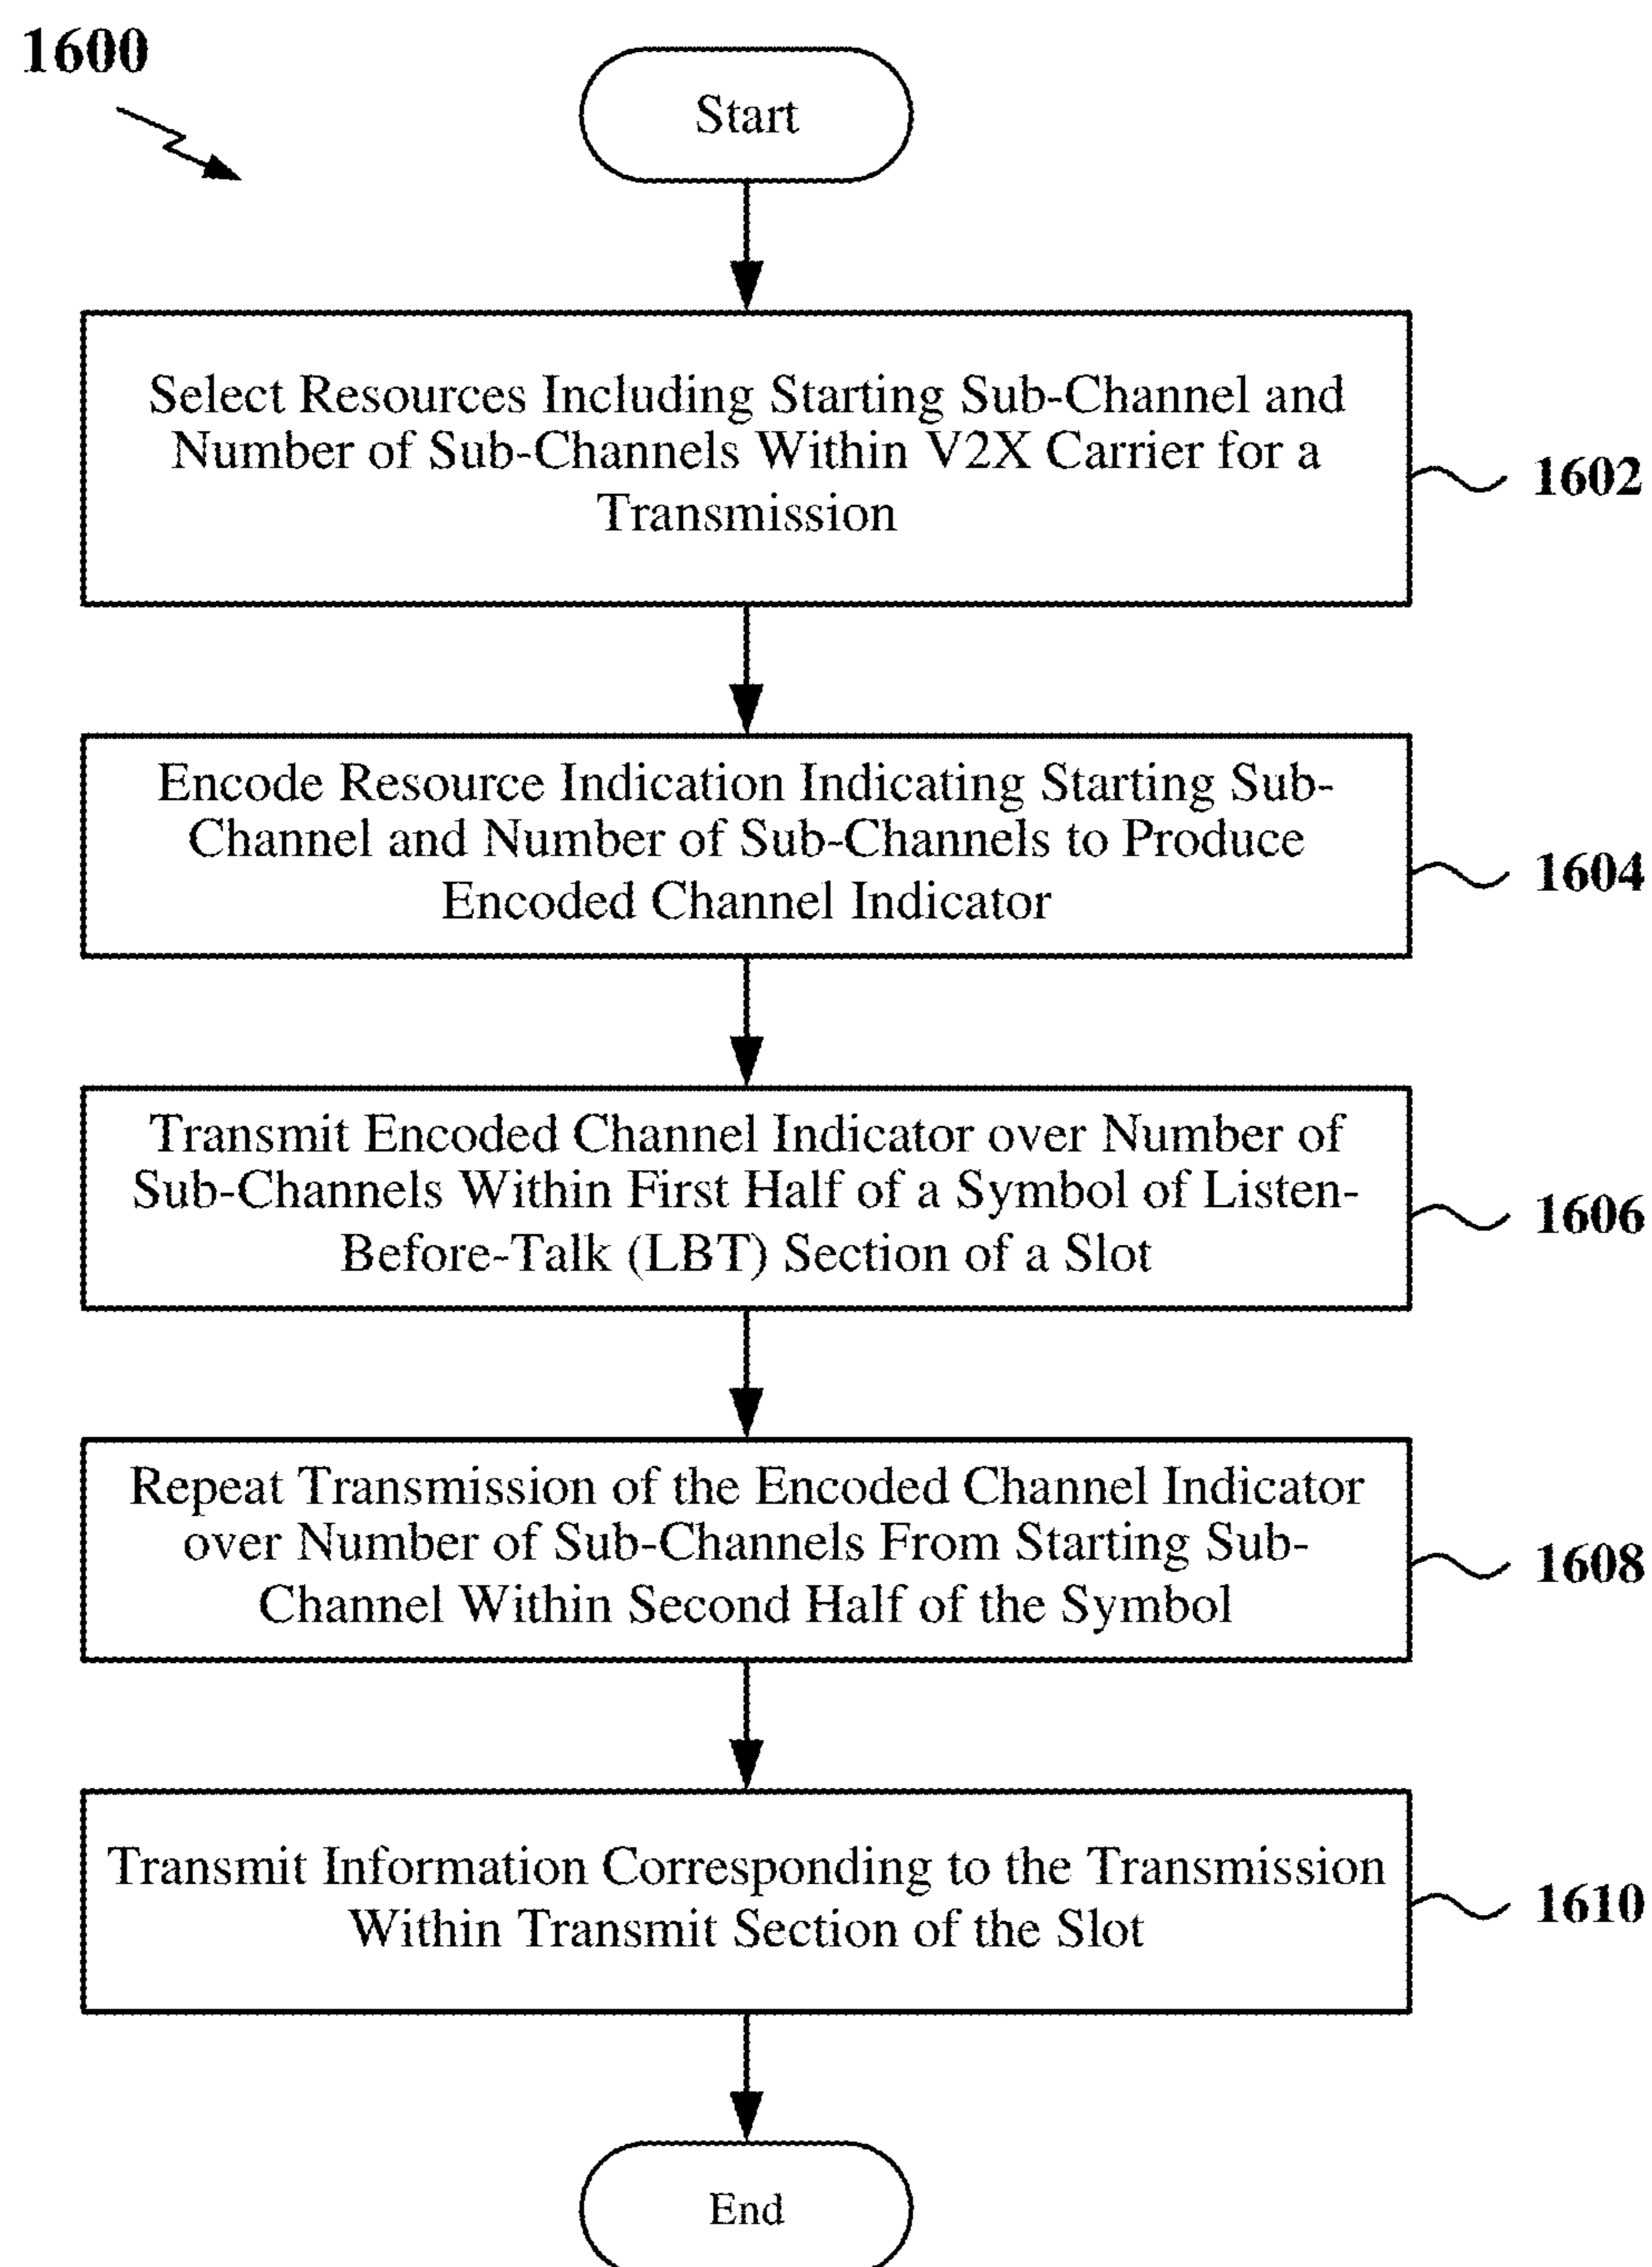 1600
Start
Select Resources Including Starting Sub-Channel and
Number of Sub-Channels Within V2X Carrier for a
Transmission
1602
Encode Resource Indication Indicating Starting Sub-
Channel and Number of Sub-Channels to Produce
Encoded Channel Indicator
1604
Transmit Encoded Channel Indicator over Number of
Sub-Channels Within First Half of a Symbol of Listen-
Before-Talk (LBT) Section of a Slot
1606
Repeat Transmission of the Encoded Channel Indicator
over Number of Sub-Channels From Starting Sub-
Channel Within Second Half of the Symbol
1608
Transmit Information Corresponding to the Transmission
Within Transmit Section of the Slot
1610
End